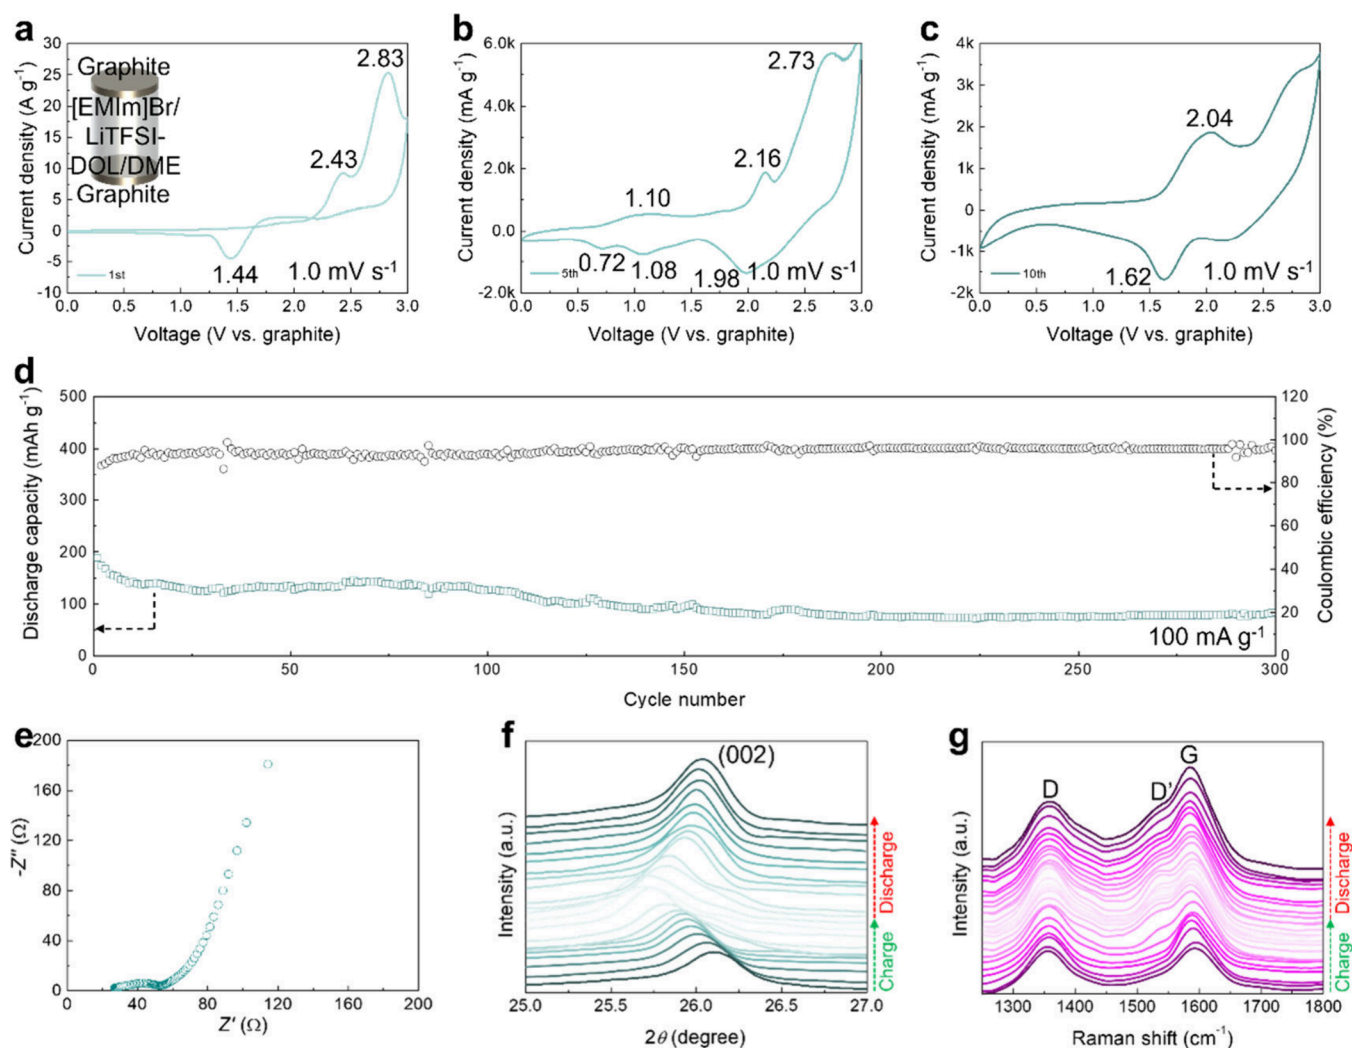 a
30
25
20
15
10
5
0
-5
-10
Current density (A g⁻¹)
Graphite
[EMIm]Br/
LiTFSI-
DOL/DME
Graphite
2.83
2.43
1.44
1.0 mV s⁻¹
1st
0.0 0.5 1.0 1.5 2.0 2.5 3.0
Voltage (V vs. graphite)
b
6.0k
4.0k
2.0k
0.0
-2.0k
Current density (mA g⁻¹)
2.73
2.16
1.10
0.72
1.08
1.98
1.0 mV s⁻¹
5th
0.0 0.5 1.0 1.5 2.0 2.5 3.0
Voltage (V vs. graphite)
c
4k
3k
2k
1k
0
-1k
-2k
Current density (mA g⁻¹)
2.04
1.62
1.0 mV s⁻¹
10th
0.0 0.5 1.0 1.5 2.0 2.5 3.0
Voltage (V vs. graphite)
d
500
400
300
200
100
0
Discharge capacity (mAh g⁻¹)
120
100
80
60
40
20
0
Coulombic efficiency (%)
100 mA g⁻¹
0 50 100 150 200 250 300
Cycle number
e
200
160
120
80
40
0
-Z'' (Ω)
0 40 80 120 160 200
Z' (Ω)
f
(002)
Intensity (a.u.)
Discharge
Charge
25.0 25.5 26.0 26.5 27.0
2θ (degree)
g
G
D
D'
Intensity (a.u.)
Discharge
Charge
1300 1400 1500 1600 1700 1800
Raman shift (cm⁻¹)